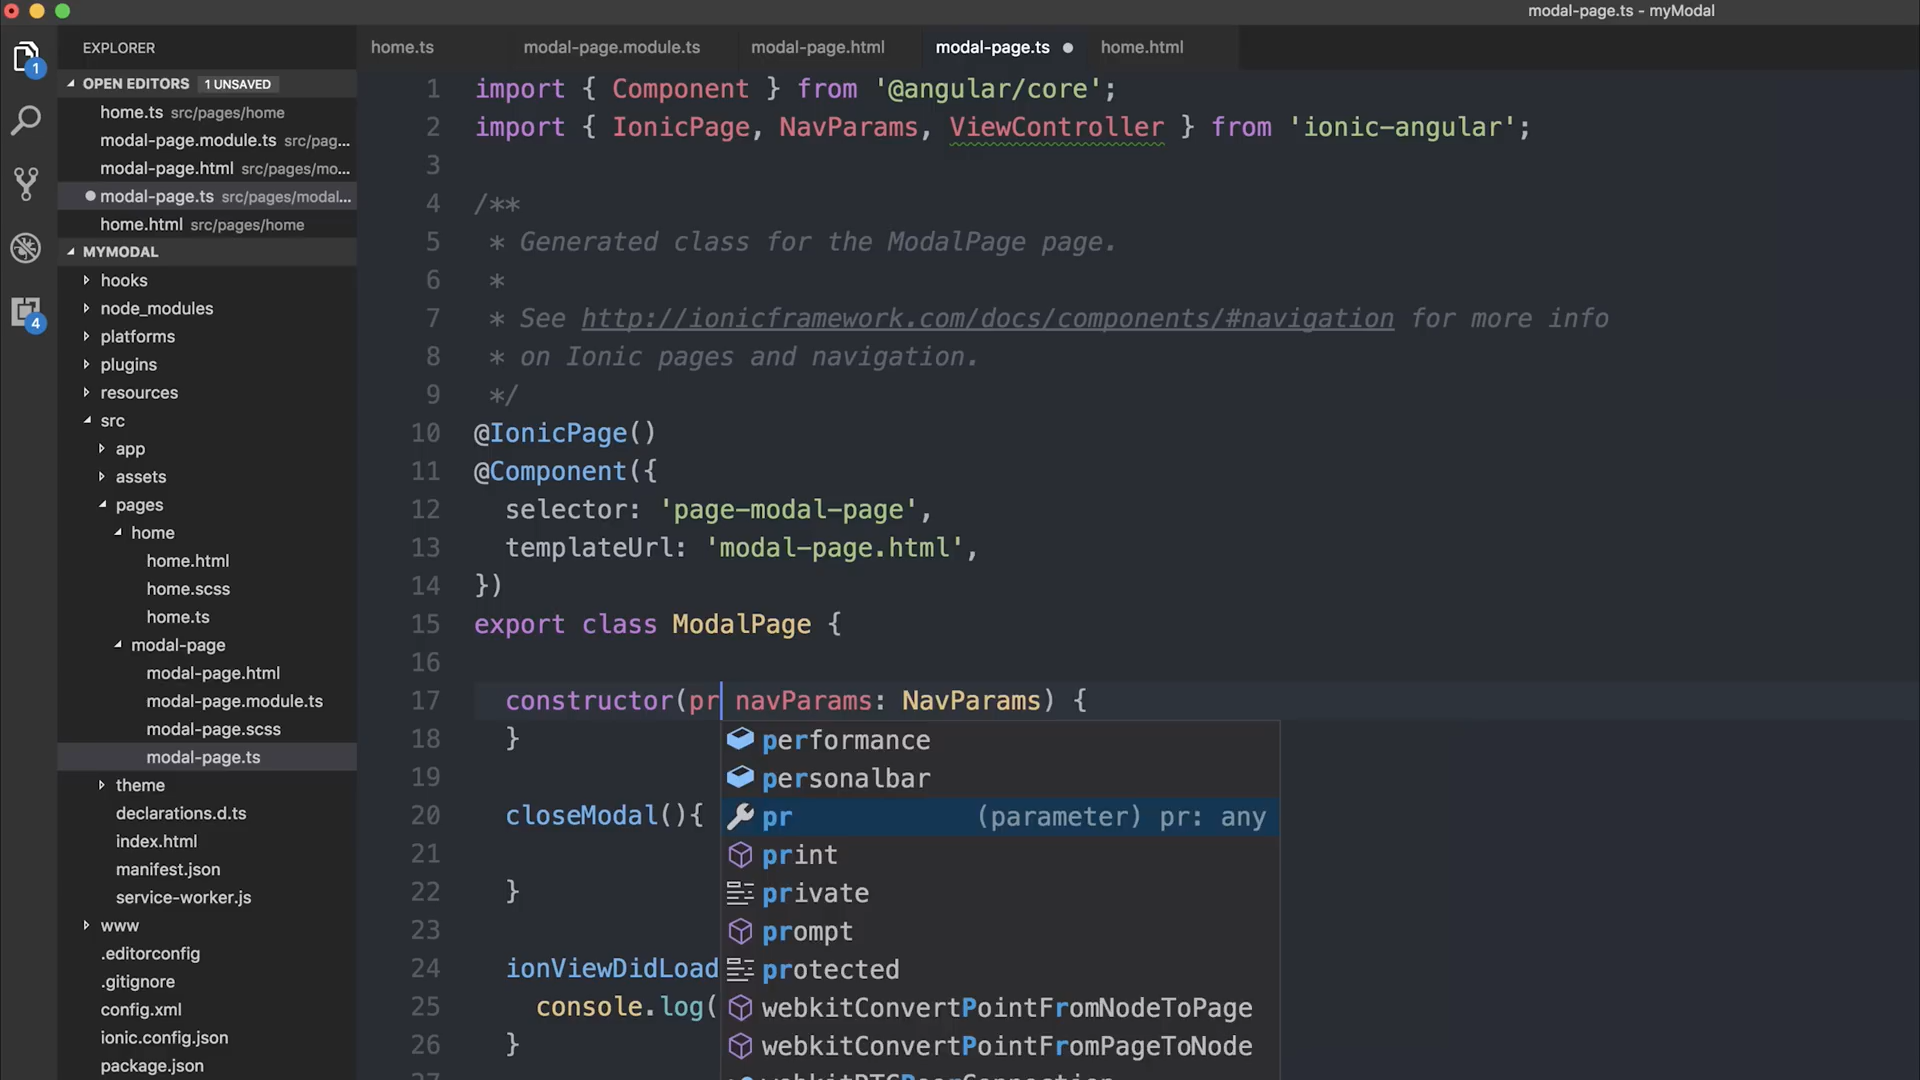 modal-page.ts - myModal
EXPLORER
home.ts
modal-page.module.ts
modal-page.html
modal-page.ts
home.html
1
OPEN EDITORS 1 UNSAVED
home.ts src/pages/home
modal-page.module.ts src/pag...
modal-page.html src/pages/mo...
modal-page.ts src/pages/modal...
home.html src/pages/home
4
MYMODAL
hooks
node_modules
platforms
plugins
resources
src
app
assets
pages
home
home.html
home.scss
home.ts
modal-page
modal-page.html
modal-page.module.ts
modal-page.scss
modal-page.ts
theme
declarations.d.ts
index.html
manifest.json
service-worker.js
www
.editorconfig
.gitignore
config.xml
ionic.config.json
package.json
1 import { Component } from '@angular/core';
2 import { IonicPage, NavParams, ViewController } from 'ionic-angular';
3
4 /**
5 * Generated class for the ModalPage page.
6 *
7 * See http://ionicframework.com/docs/components/#navigation for more info
8 * on Ionic pages and navigation.
9 */
10 @IonicPage()
11 @Component({
12 selector: 'page-modal-page',
13 templateUrl: 'modal-page.html',
14 })
15 export class ModalPage {
16
17 constructor(pr navParams: NavParams) {
18 }
19
20 closeModal(){
21
22 }
23
24 ionViewDidLoad
25 console.log(
26 }
performance
personalbar
pr (parameter) pr: any
print
private
prompt
protected
webkitConvertPointFromNodeToPage
webkitConvertPointFromPageToNode